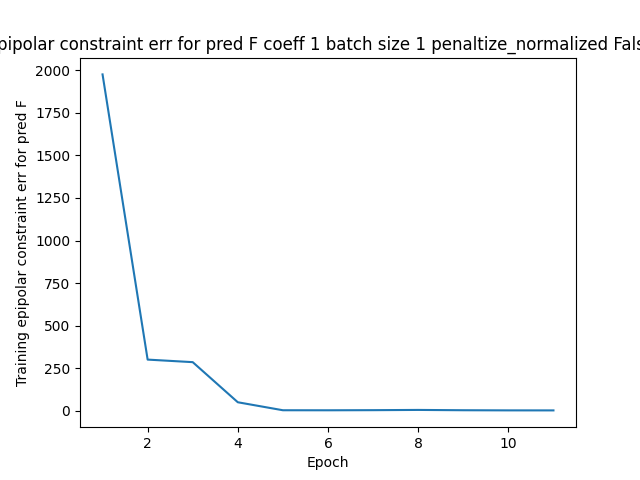 pipolar constraint err for pred F coeff 1 batch size 1 penaltize_normalized Fals
Training epipolar constraint err for pred F
2000
1750
1500
1250
1000
750
500
250
0
2 4 6 8 10
Epoch